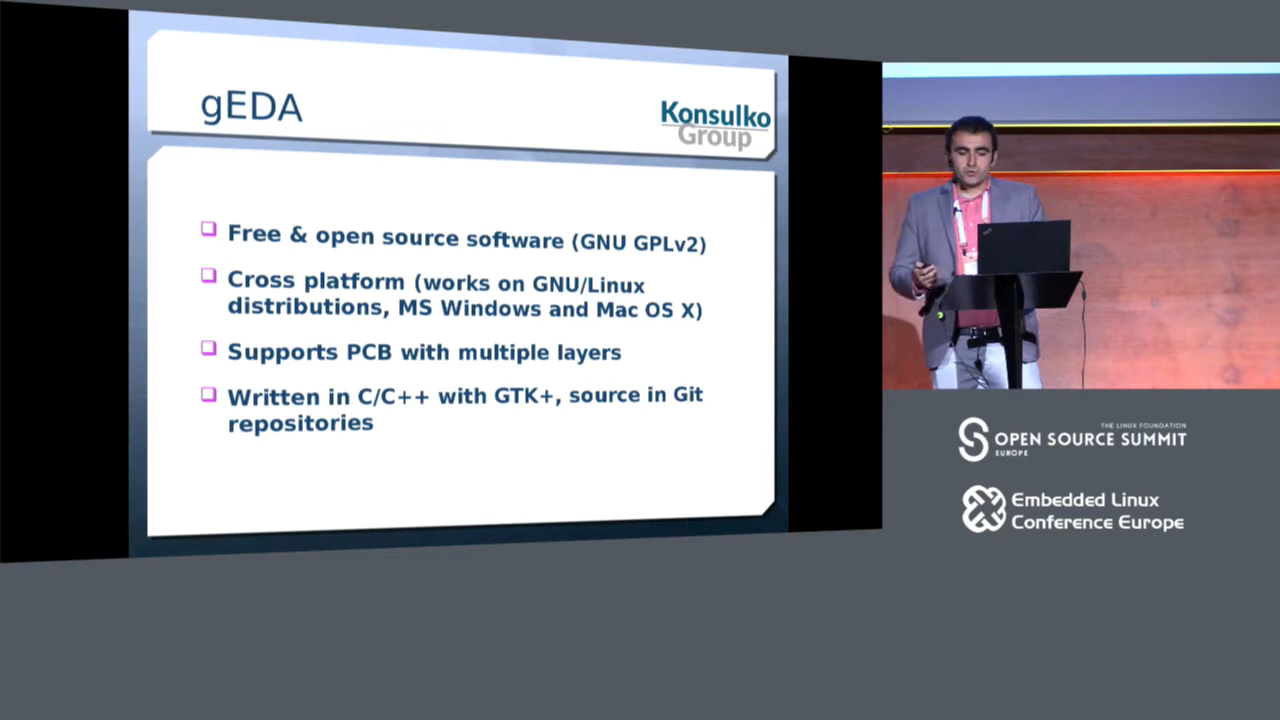 gEDA
Konsulko
Group
Free & open source software (GNU GPLv2)
Cross platform (works on GNU/Linux
distributions, MS Windows and Mac OS X)
Supports PCB with multiple layers
Written in C/C++ with GTK+, source in Git
repositories
THE LINUX FOUNDATION
OPEN SOURCE SUMMIT
EUROPE
Embedded Linux
Conference Europe